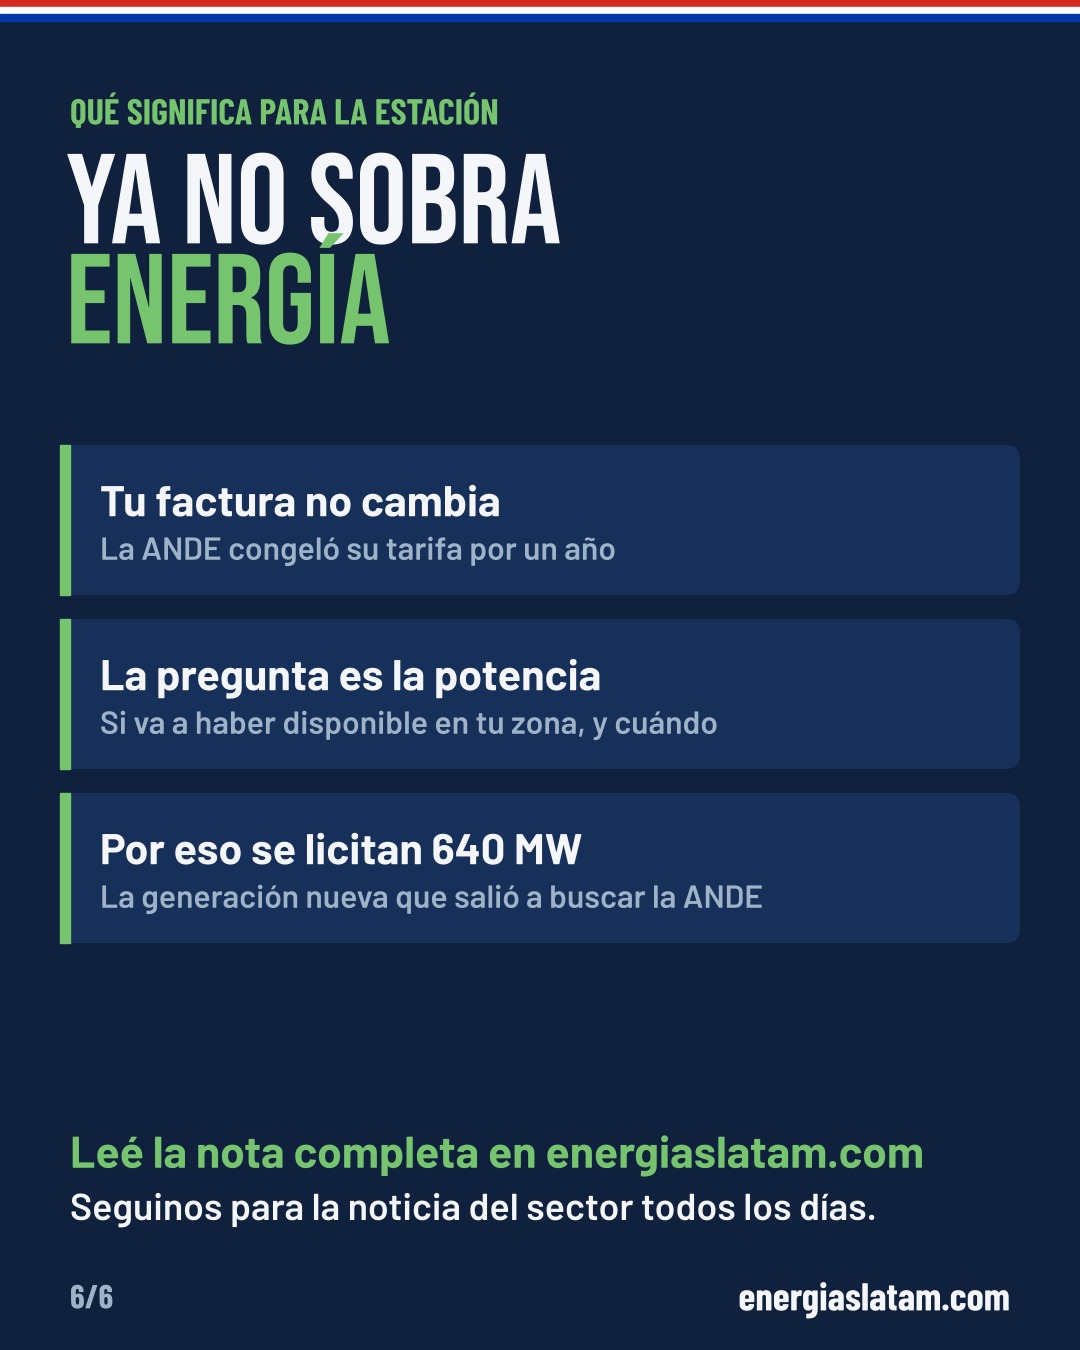 QUÉ SIGNIFICA PARA LA ESTACIÓN
YA NO SOBRA
ENERGÍA
Tu factura no cambia
La ANDE congeló su tarifa por un año
La pregunta es la potencia
Si va a haber disponible en tu zona, y cuándo
Por eso se licitan 640 MW
La generación nueva que salió a buscar la ANDE
Leé la nota completa en energiaslatam.com
Seguinos para la noticia del sector todos los días.
6/6
energiaslatam.com